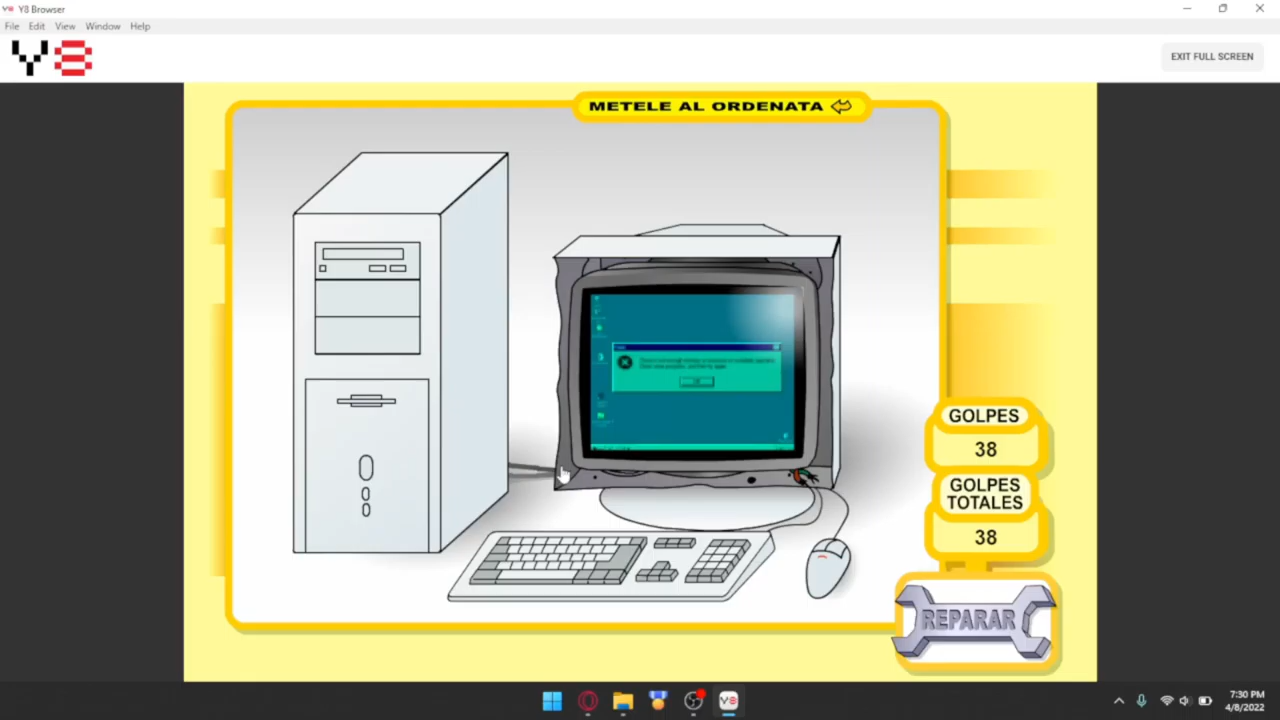 Y8 Browser
File Edit View Window Help
Y8
EXIT FULL SCREEN
METELE AL ORDENATA
GOLPES
38
GOLPES
TOTALES
38
REPARAR
7:30 PM
4/8/2022